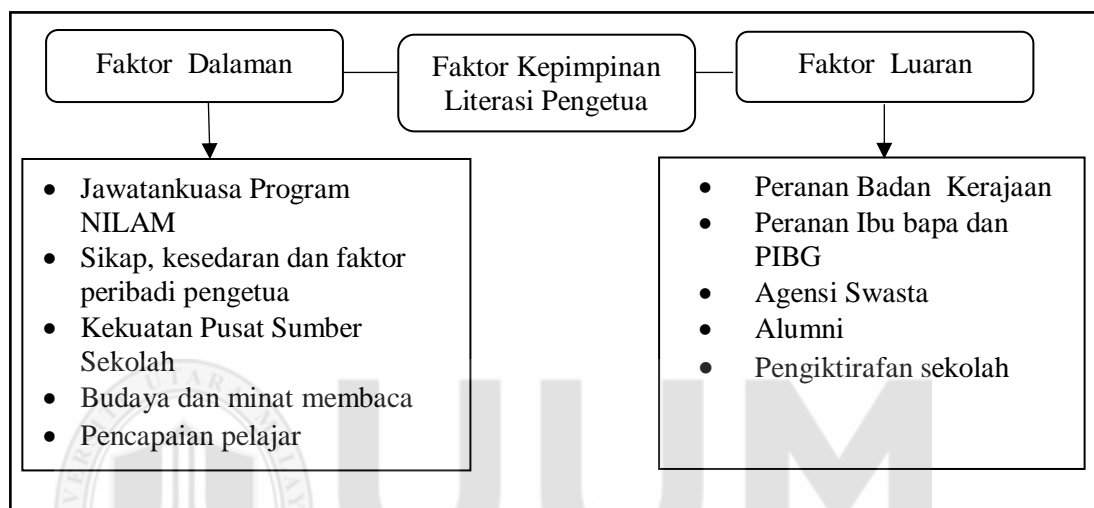 Faktor Dalaman
Faktor Kepimpinan
Literasi Pengetua
Faktor Luaran
• Jawatankuasa Program
NILAM
• Sikap, kesedaran dan faktor
peribadi pengetua
• Kekuatan Pusat Sumber
Sekolah
• Budaya dan minat membaca
• Pencapaian pelajar
• Peranan Badan Kerajaan
• Peranan Ibu bapa dan
PIBG
• Agensi Swasta
• Alumni
• Pengiktirafan sekolah
UUM